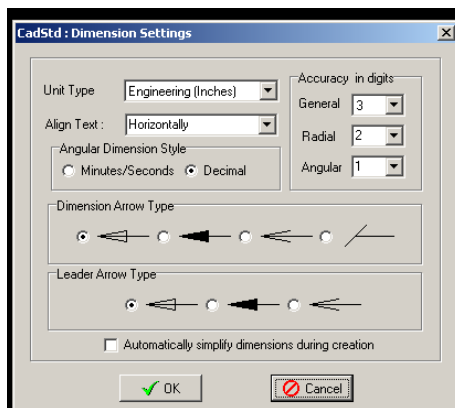 CadStd : Dimension Settings
Unit Type
Engineering (Inches)
Align Text :
Horizontally
Angular Dimension Style
Minutes/Seconds
Decimal
Accuracy in digits
General
3
Radial
2
Angular
1
Dimension Arrow Type
Leader Arrow Type
Automatically simplify dimensions during creation
OK
Cancel